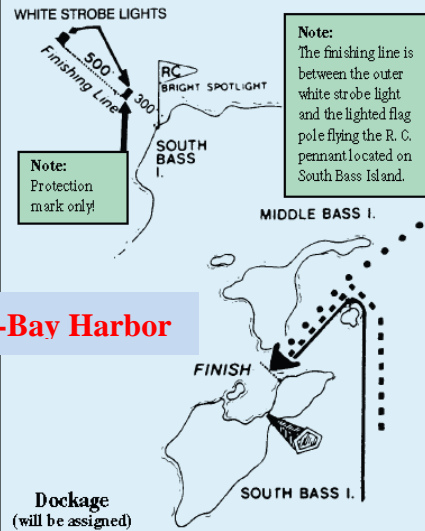 WHITE STROBE LIGHTS
500'
Finishing Line
300'
RC
BRIGHT SPOTLIGHT
SOUTH
BASS
I.
Note:
Protection
mark only!
Note:
The finishing line is
between the outer
white strobe light
and the lighted flag
pole flying the R. C.
pennant located on
South Bass Island.
MIDDLE BASS I.
-Bay Harbor
FINISH
SOUTH BASS I.
Dockage
(will be assigned)